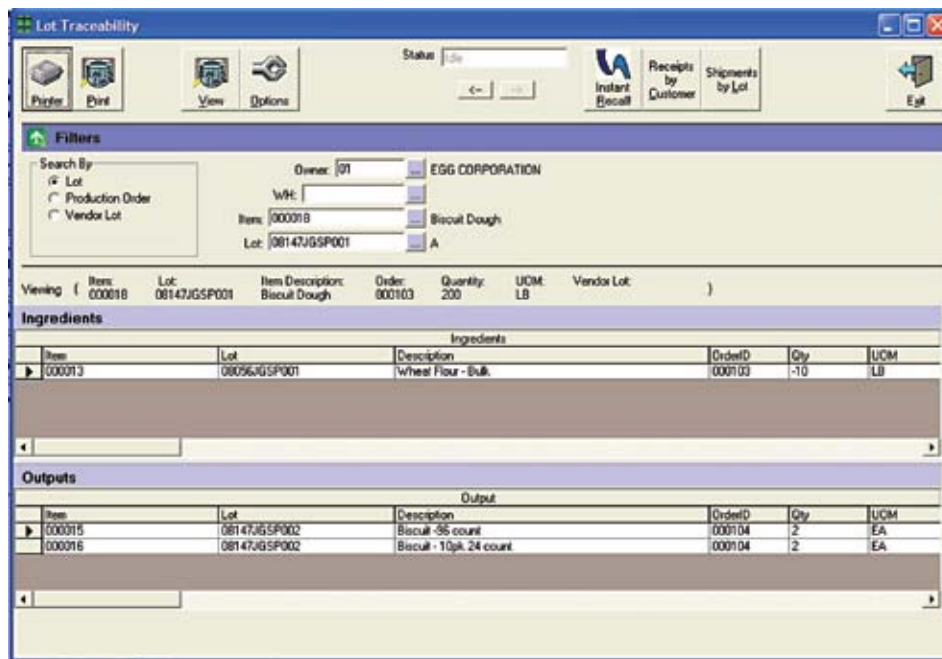 Lot Traceability
Printer Print View Options
Status Idle
<- ->
Instant Recall
Receipts by Customer
Shipments by Lot
Exit
Filters
Search By
Lot
Production Order
Vendor Lot
Owner: 01 ... EGG CORPORATION
WH: ...
Item: 000018 ... Biscuit Dough
Lot: 08147JGSP001 ... A
Viewing ( Item: Lot: Item Description: Order: Quantity: UOM: Vendor Lot: )
000018 08147JGSP001 Biscuit Dough 000103 200 LB
Ingredients
Ingredients
Item Lot Description OrderID Qty UOM
000013 08056JGSP001 Wheat Flour - Bulk 000103 -10 LB
Outputs
Output
Item Lot Description OrderID Qty UOM
000015 08147JGSP002 Biscuit -96 count 000104 2 EA
000016 08147JGSP002 Biscuit - 10pk. 24 count 000104 2 EA